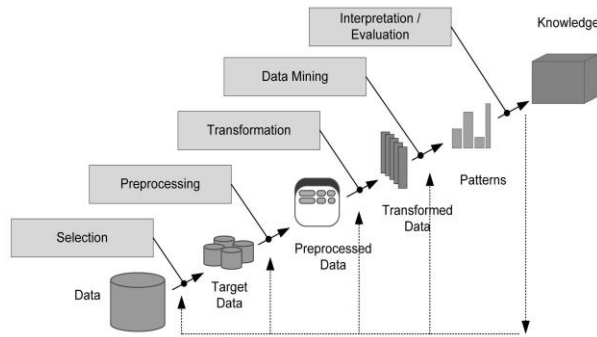 Interpretation /
Evaluation
Knowledge
Data Mining
Transformation
Patterns
Preprocessing
Transformed
Data
Preprocessed
Data
Selection
Target
Data
Data